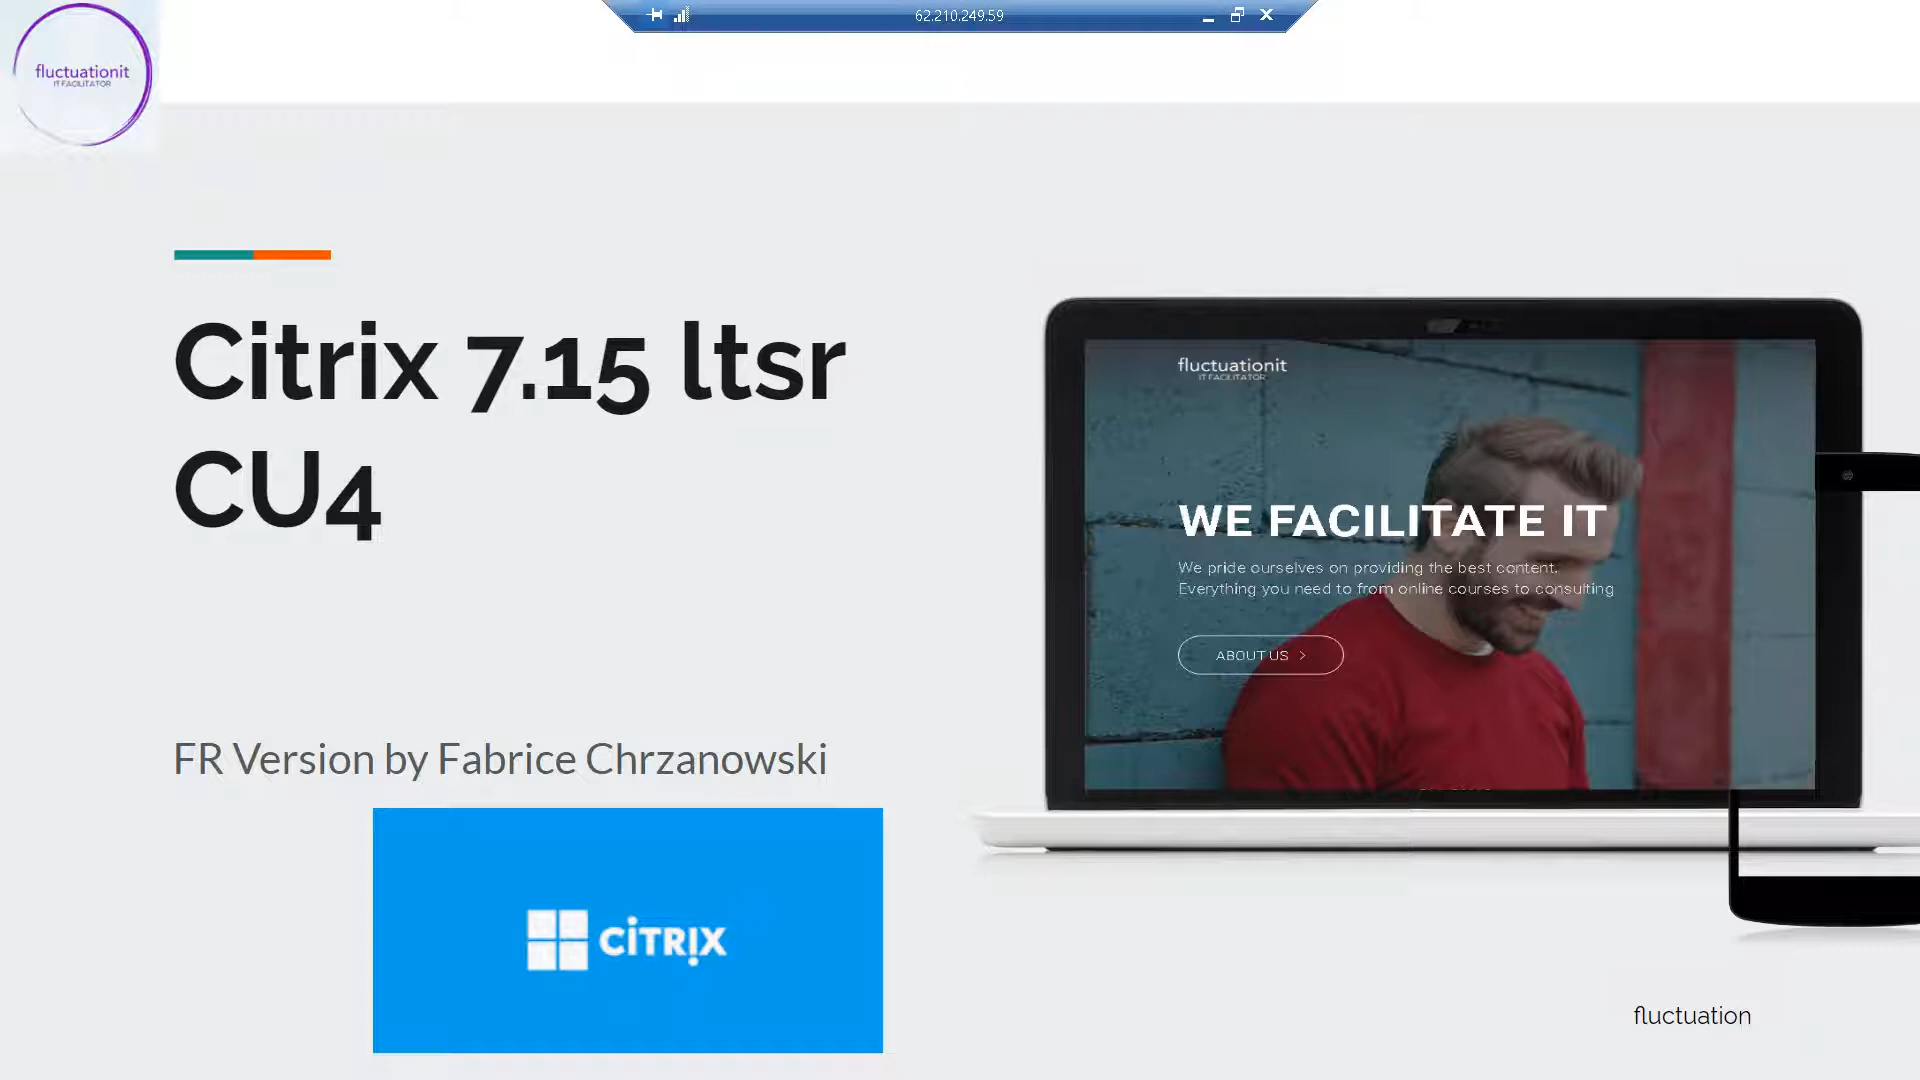 62.210.249.59
fluctuationit
IT FACILITATOR
Citrix 7.15 ltsr
CU4
FR Version by Fabrice Chrzanowski
CİTRIX
fluctuationit
IT FACILITATOR
WE FACILITATE IT
We pride ourselves on providing the best content.
Everything you need to from online courses to consulting
ABOUT US >
fluctuation